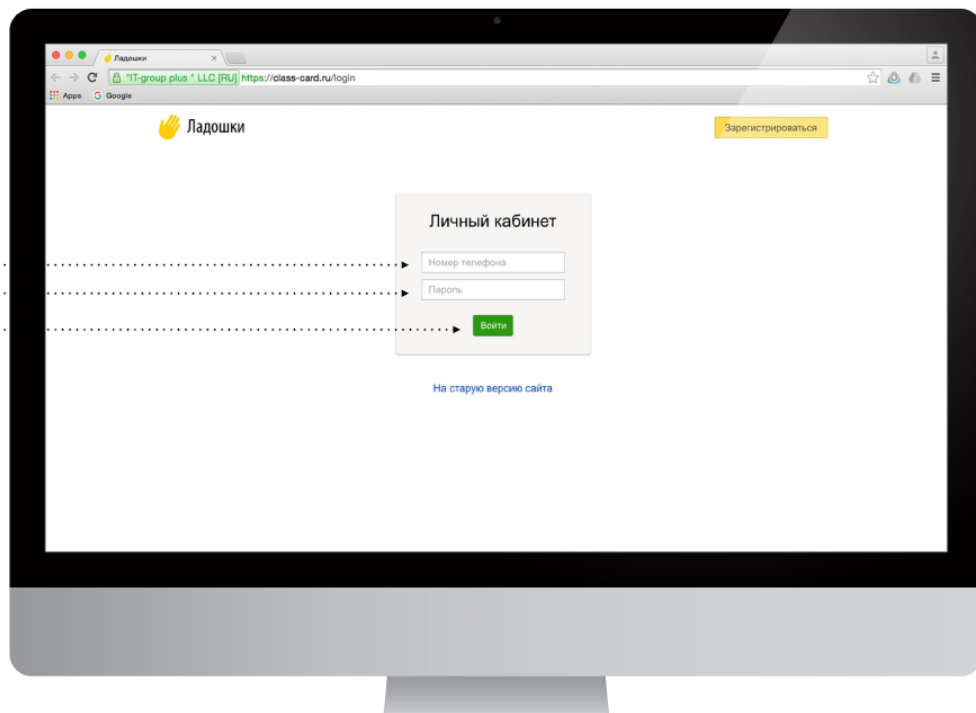 Ладошки
"IT-group plus " LLC [RU] https://class-card.ru/login
Apps Google
Ладошки
Зарегистрироваться
Личный кабинет
Номер телефона
Пароль
Войти
На старую версию сайта